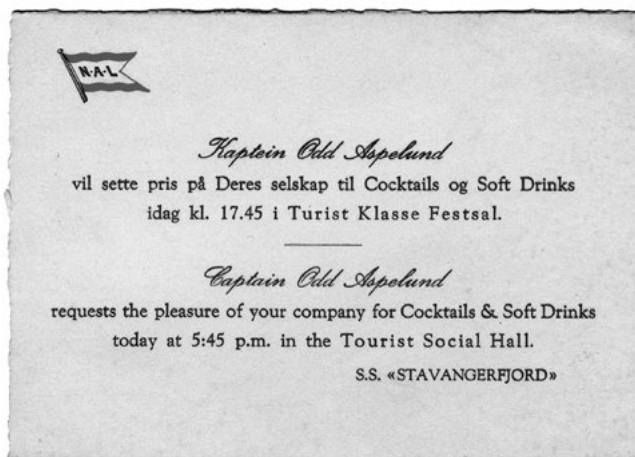 N·A·L
Kaptein Odd Aspelund
vil sette pris på Deres selskap til Cocktails og Soft Drinks
idag kl. 17.45 i Turist Klasse Festsal.
Captain Odd Aspelund
requests the pleasure of your company for Cocktails & Soft Drinks
today at 5:45 p.m. in the Tourist Social Hall.
S.S. «STAVANGERFJORD»